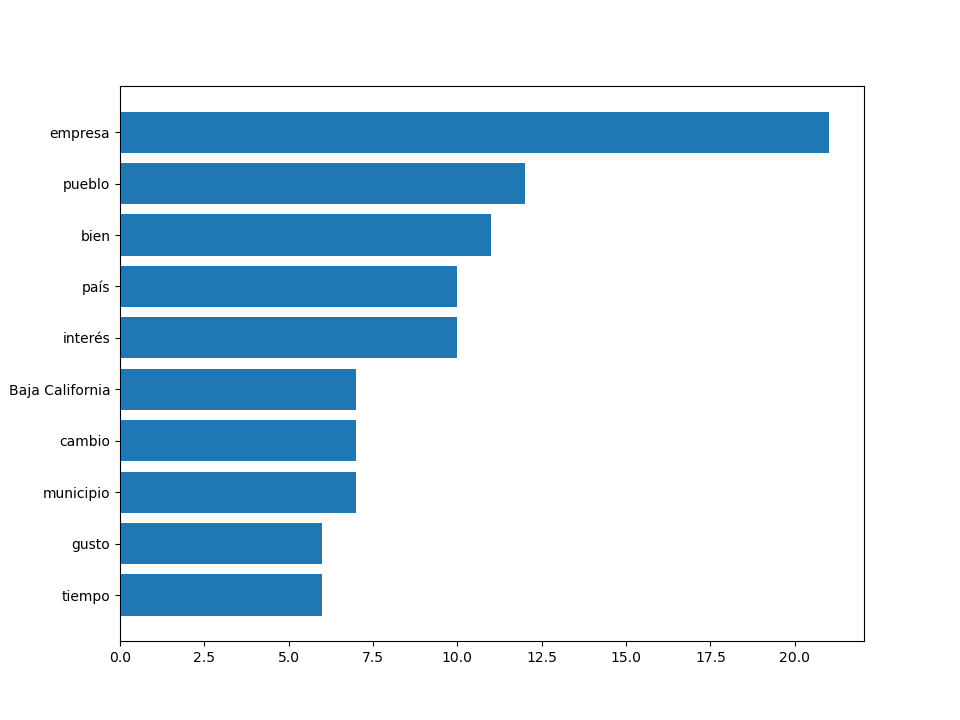 empresa
pueblo
bien
país
interés
Baja California
cambio
municipio
gusto
tiempo
0.0 2.5 5.0 7.5 10.0 12.5 15.0 17.5 20.0